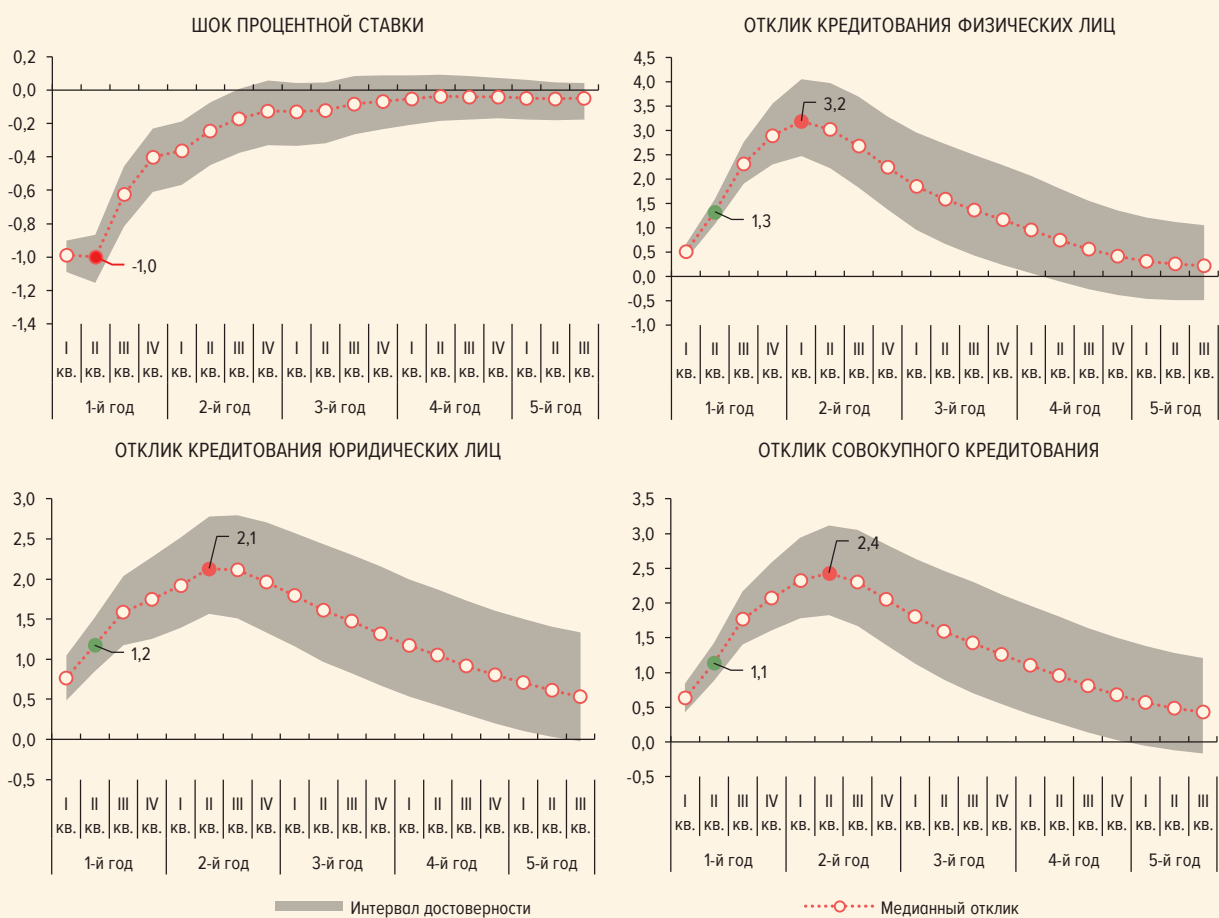 ШОК ПРОЦЕНТНОЙ СТАВКИ
0,2
0,0
-0,2
-0,4
-0,6
-0,8
-1,0
-1,2
-1,4
-1,0
I II III IV I II III IV I II III IV I II III IV I II III
кв. кв. кв. кв. кв. кв. кв. кв. кв. кв. кв. кв. кв. кв. кв. кв. кв. кв. кв.
1-й год 2-й год 3-й год 4-й год 5-й год
ОТКЛИК КРЕДИТОВАНИЯ ФИЗИЧЕСКИХ ЛИЦ
4,5
4,0
3,5
3,0
2,5
2,0
1,5
1,0
0,5
0,0
-0,5
-1,0
3,2
1,3
I II III IV I II III IV I II III IV I II III IV I II III
кв. кв. кв. кв. кв. кв. кв. кв. кв. кв. кв. кв. кв. кв. кв. кв. кв. кв. кв.
1-й год 2-й год 3-й год 4-й год 5-й год
ОТКЛИК КРЕДИТОВАНИЯ ЮРИДИЧЕСКИХ ЛИЦ
3,0
2,5
2,0
1,5
1,0
0,5
0,0
-0,5
2,1
1,2
I II III IV I II III IV I II III IV I II III IV I II III
кв. кв. кв. кв. кв. кв. кв. кв. кв. кв. кв. кв. кв. кв. кв. кв. кв. кв. кв.
1-й год 2-й год 3-й год 4-й год 5-й год
ОТКЛИК СОВОКУПНОГО КРЕДИТОВАНИЯ
3,5
3,0
2,5
2,0
1,5
1,0
0,5
0,0
-0,5
2,4
1,1
I II III IV I II III IV I II III IV I II III IV I II III
кв. кв. кв. кв. кв. кв. кв. кв. кв. кв. кв. кв. кв. кв. кв. кв. кв. кв. кв.
1-й год 2-й год 3-й год 4-й год 5-й год
Интервал достоверности
Медианный отклик